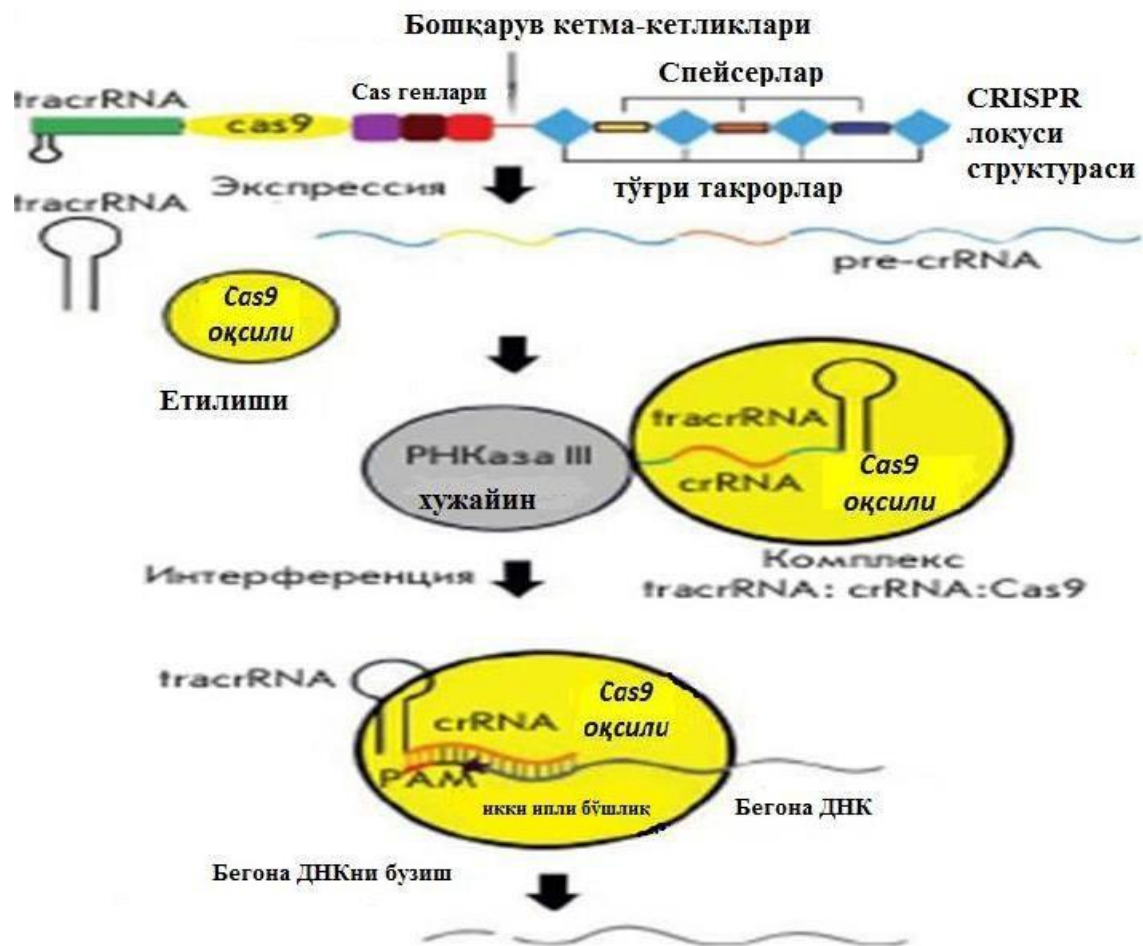 Бошқарув кетма-кетликлари
Спейсерлар
tracrRNA
Cas генлари
cas9
CRISPR
локуси
структураси
Экспрессия
тўғри такрорлар
tracrRNA
pre-crRNA
Cas9
оқсили
Етилиши
РНКаза III
хужайин
tracrRNA
crRNA
Cas9
оқсили
Комплекс
tracrRNA: crRNA:Cas9
Интерференция
tracrRNA
crRNA
Cas9
оқсили
PAM
икки ипли бўшлиқ
Бегона ДНК
Бегона ДНКни бузиш